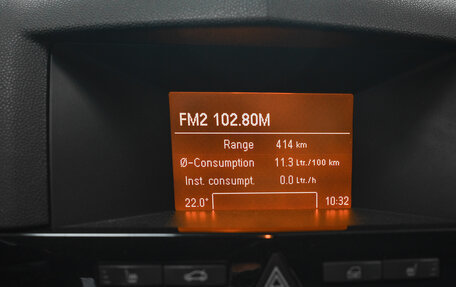 FM2 102.80M
Range 414 km
Ø-Consumption 11.3 Ltr./100 km
Inst. consumpt. 0.0 Ltr./h
22.0° 10:32